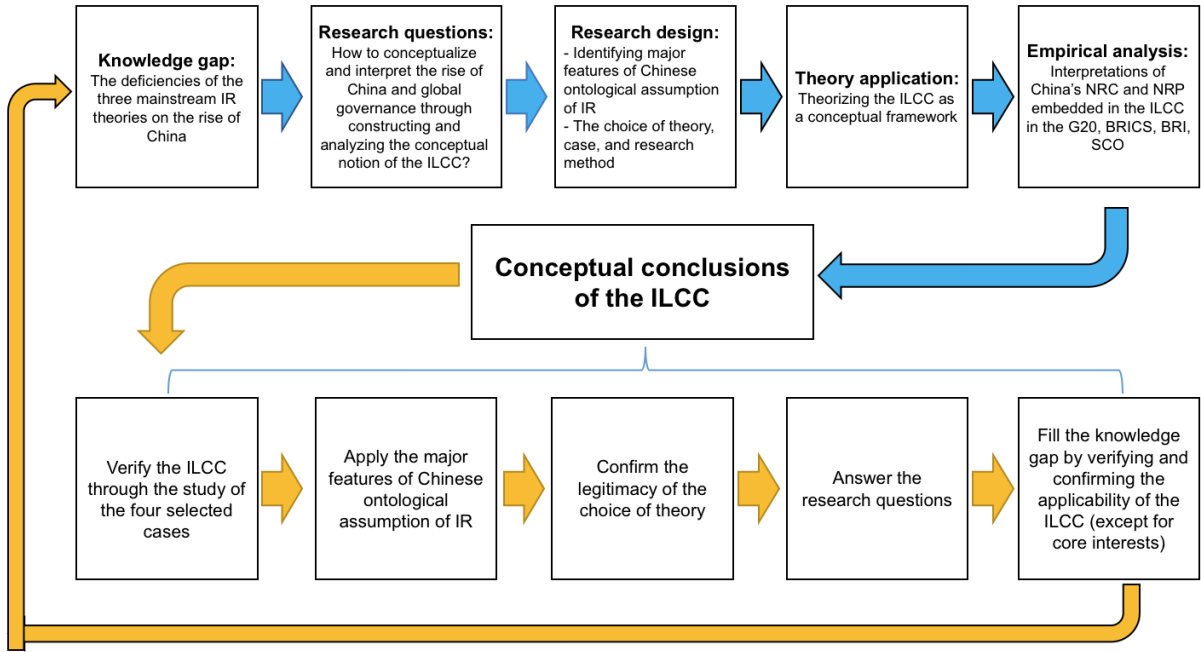 Knowledge gap:
The deficiencies of the
three mainstream IR
theories on the rise of
China
Research questions:
How to conceptualize
and interpret the rise of
China and global
governance through
constructing and
analyzing the conceptual
notion of the ILCC?
Research design:
- Identifying major
features of Chinese
ontological assumption
of IR
- The choice of theory,
case, and research
method
Theory application:
Theorizing the ILCC as
a conceptual framework
Empirical analysis:
Interpretations of
China's NRC and NRP
embedded in the ILCC
in the G20, BRICS, BRI,
SCO
Conceptual conclusions
of the ILCC
Verify the ILCC
through the study of
the four selected
cases
Apply the major
features of Chinese
ontological
assumption of IR
Confirm the
legitimacy of the
choice of theory
Answer the
research questions
Fill the knowledge
gap by verifying and
confirming the
applicability of the
ILCC (except for
core interests)